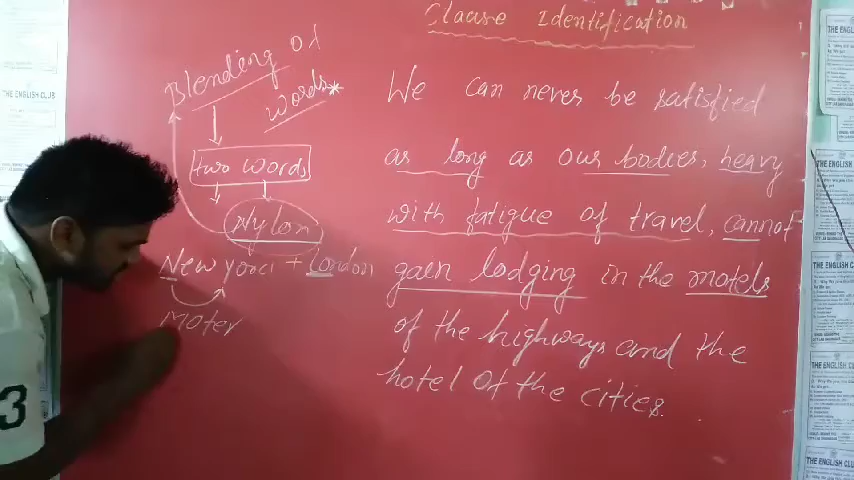 Clause Identification
Blending of
words*
two words
Nylon
New + London
Moter
We can never be satisfied
as long as our bodies, heavy
with fatigue of travel, cannot
gain lodging in the motels
of the highways and the
hotel of the cities.
THE ENGLISH CLUB
3